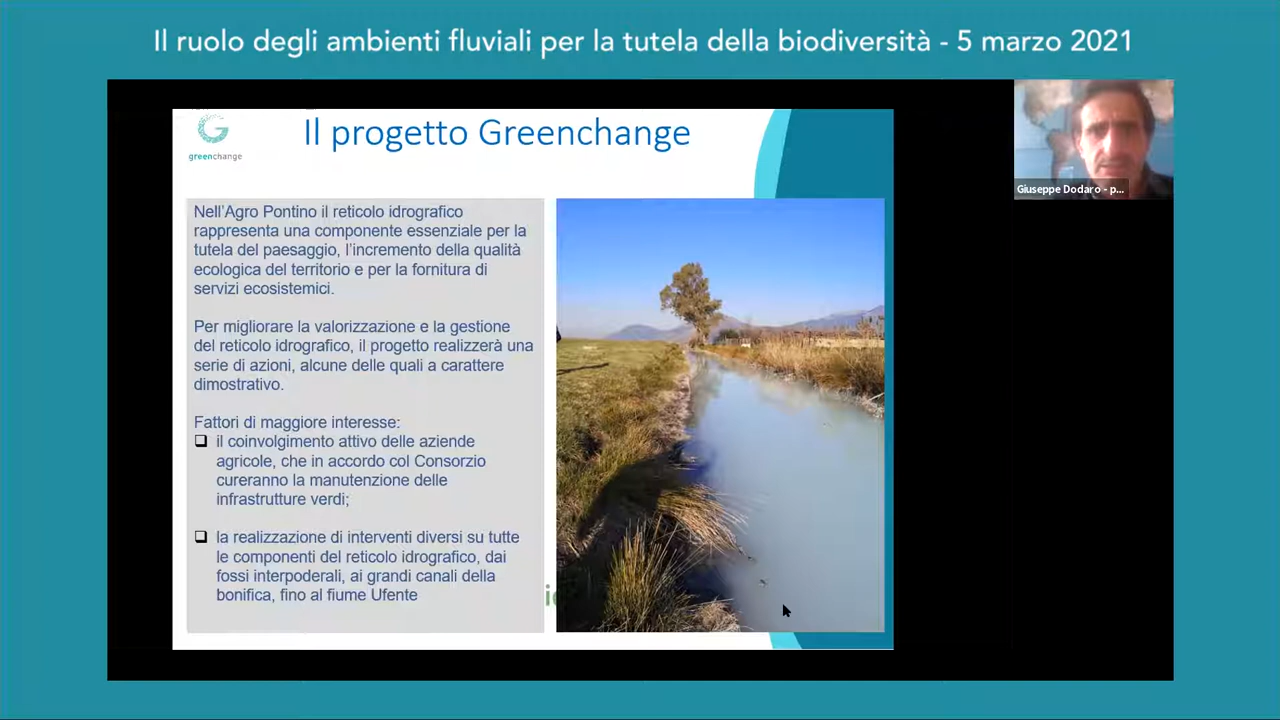 Il ruolo degli ambienti fluviali per la tutela della biodiversità - 5 marzo 2021
Il progetto Greenchange
greenchange
Giuseppe Dodaro - p...
Nell'Agro Pontino il reticolo idrografico
rappresenta una componente essenziale per la
tutela del paesaggio, l'incremento della qualità
ecologica del territorio e per la fornitura di
servizi ecosistemici.
Per migliorare la valorizzazione e la gestione
del reticolo idrografico, il progetto realizzerà una
serie di azioni, alcune delle quali a carattere
dimostrativo.
Fattori di maggiore interesse:
il coinvolgimento attivo delle aziende
agricole, che in accordo col Consorzio
cureranno la manutenzione delle
infrastrutture verdi;
la realizzazione di interventi diversi su tutte
le componenti del reticolo idrografico, dai
fossi interpoderali, ai grandi canali della
bonifica, fino al fiume Ufente